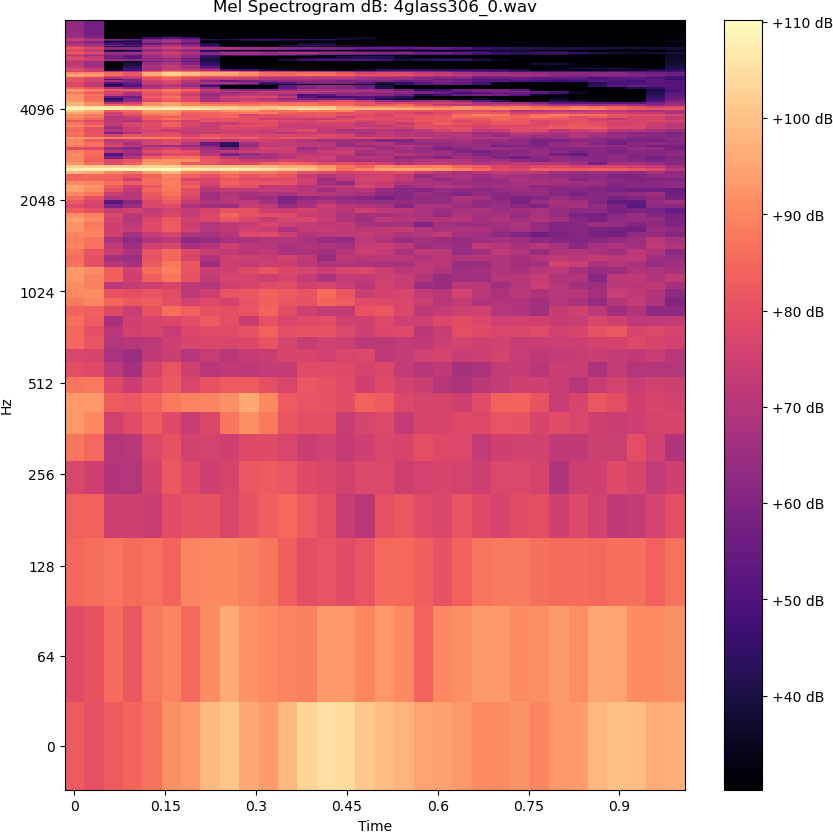 Mel Spectrogram dB: 4glass306_0.wav
+110 dB
4096
+100 dB
2048
+90 dB
1024
+80 dB
512
Hz
+70 dB
256
+60 dB
128
+50 dB
64
+40 dB
0
0 0.15 0.3 0.45 0.6 0.75 0.9
Time